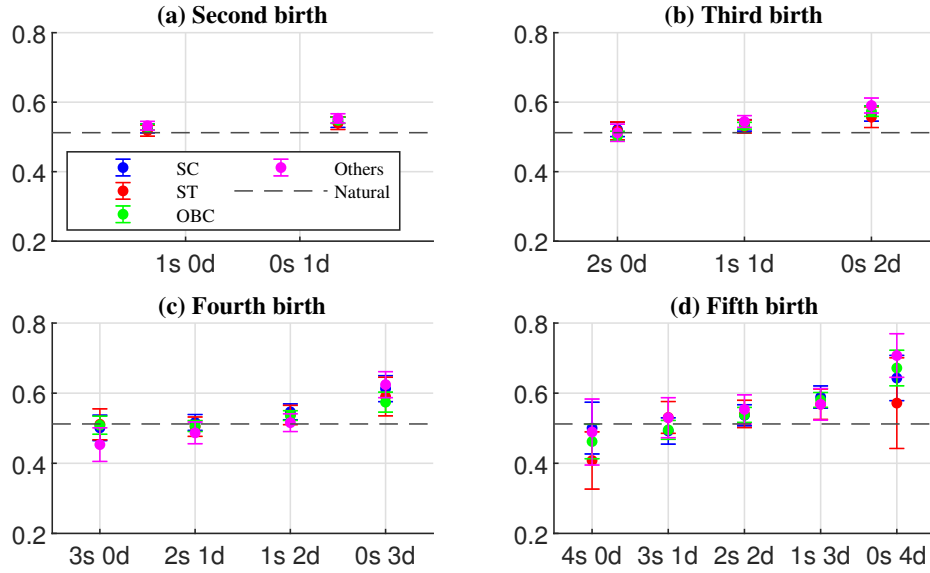 (a) Second birth
0.8
0.6
0.4
0.2
SC
ST
OBC
Others
Natural
1s 0d 0s 1d
(b) Third birth
0.8
0.6
0.4
0.2
2s 0d 1s 1d 0s 2d
(c) Fourth birth
0.8
0.6
0.4
0.2
3s 0d 2s 1d 1s 2d 0s 3d
(d) Fifth birth
0.8
0.6
0.4
0.2
4s 0d 3s 1d 2s 2d 1s 3d 0s 4d